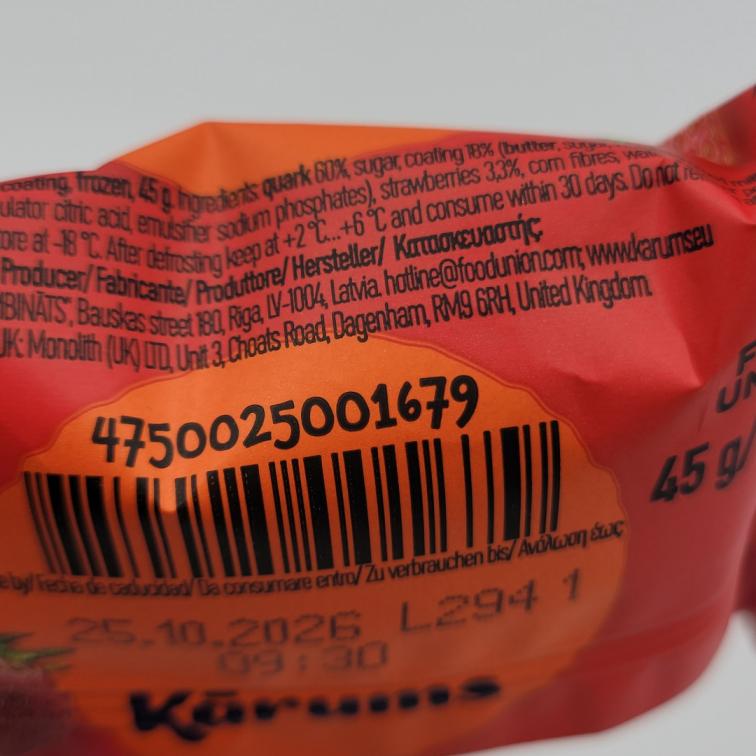 coating, frozen, 45 g. Ingredients: quark 60%, sugar, coating 18% (butter, sugar,
ulator citric acid, emulsifier sodium phosphates), strawberries 3,3%, corn fibres,
ore at -18 °C. After defrosting keep at +2 °C...+6 °C and consume within 30 days. Do not
Producer/ Fabricante/ Produttore/ Hersteller/ Κατασκευαστής:
MBINĀTS", Bauskas street 180, Riga, LV-1004, Latvia. hotline@foodunion.com; www.karums.eu
UK: Monolith (UK) LTD, Unit 3, Choats Road, Dagenham, RM9 6RH, United Kingdom.
4750025001679
45 g/
e by/ Fecha de caducidad/ Da consumare entro/ Zu verbrauchen bis/ Ανάλωση έως
25.10.2026 L294 1
09:30
Kārums